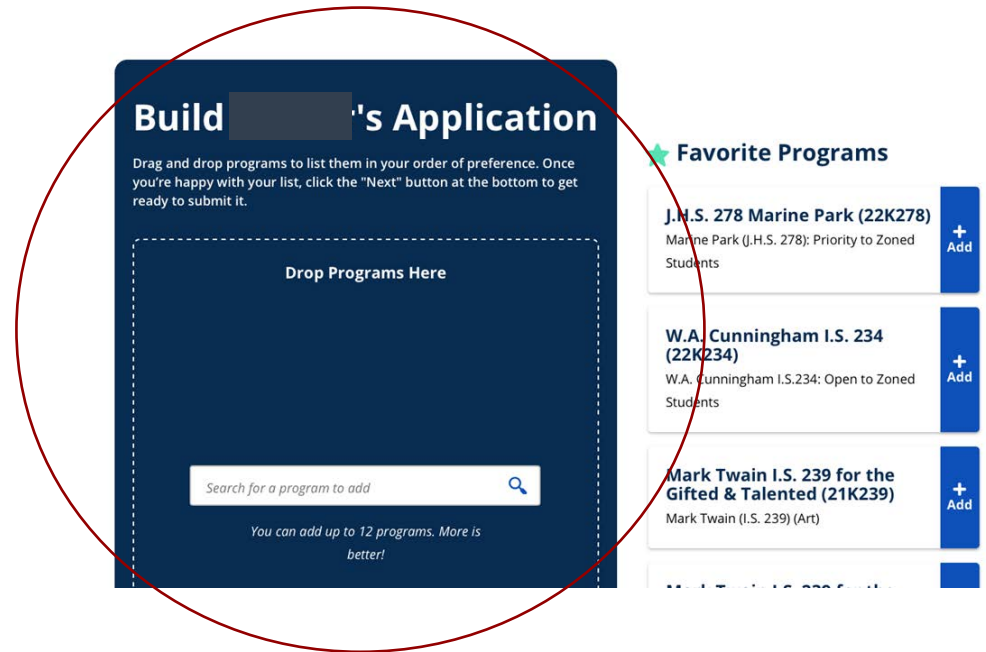 Build 's Application
Drag and drop programs to list them in your order of preference. Once
you're happy with your list, click the "Next" button at the bottom to get
ready to submit it.
Drop Programs Here
Search for a program to add
You can add up to 12 programs. More is
better!
Favorite Programs
J.H.S. 278 Marine Park (22K278)
Marine Park (J.H.S. 278): Priority to Zoned
Students
+
Add
W.A. Cunningham I.S. 234
(22K234)
W.A. Cunningham I.S.234: Open to Zoned
Students
+
Add
Mark Twain I.S. 239 for the
Gifted & Talented (21K239)
Mark Twain (I.S. 239) (Art)
+
Add